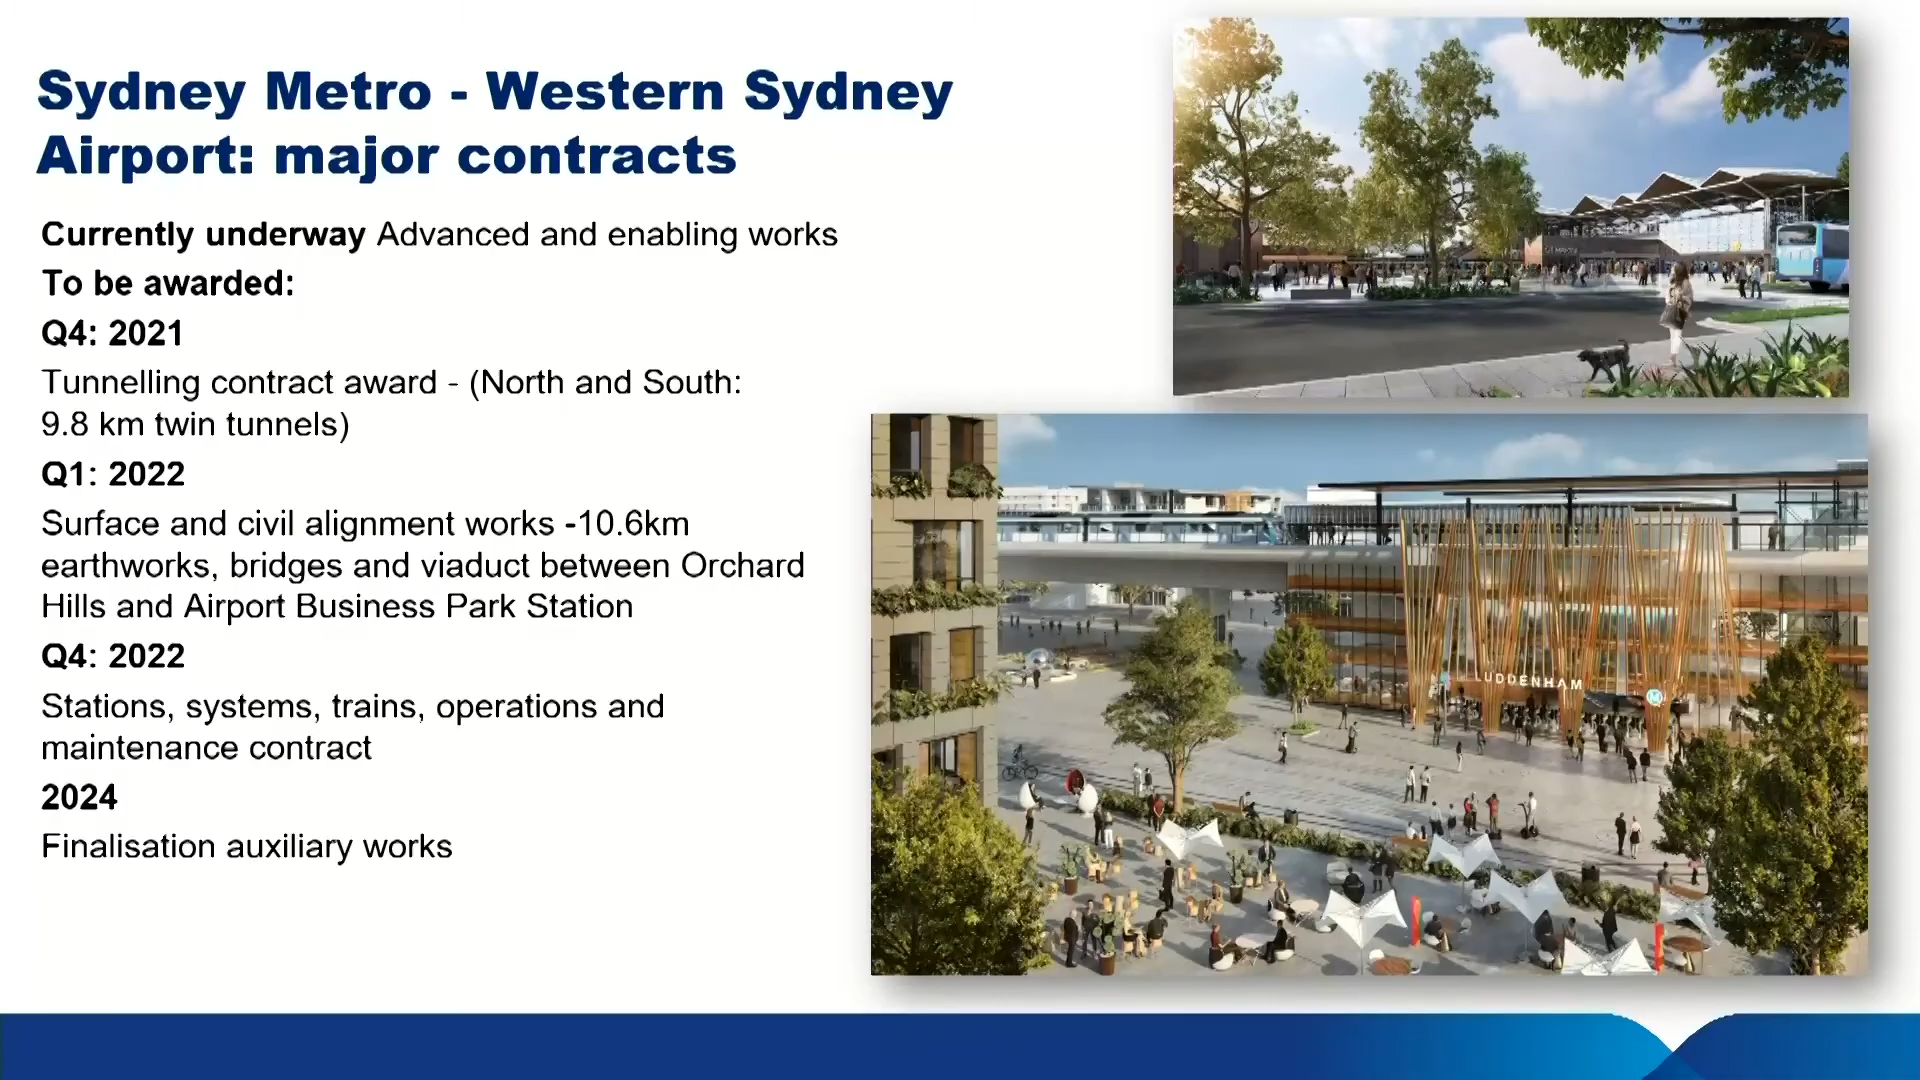 Sydney Metro - Western Sydney
Airport: major contracts
Currently underway Advanced and enabling works
To be awarded:
Q4: 2021
Tunnelling contract award - (North and South:
9.8 km twin tunnels)
Q1: 2022
Surface and civil alignment works -10.6km
earthworks, bridges and viaduct between Orchard
Hills and Airport Business Park Station
Q4: 2022
Stations, systems, trains, operations and
maintenance contract
2024
Finalisation auxiliary works
LUDDENHAM
M